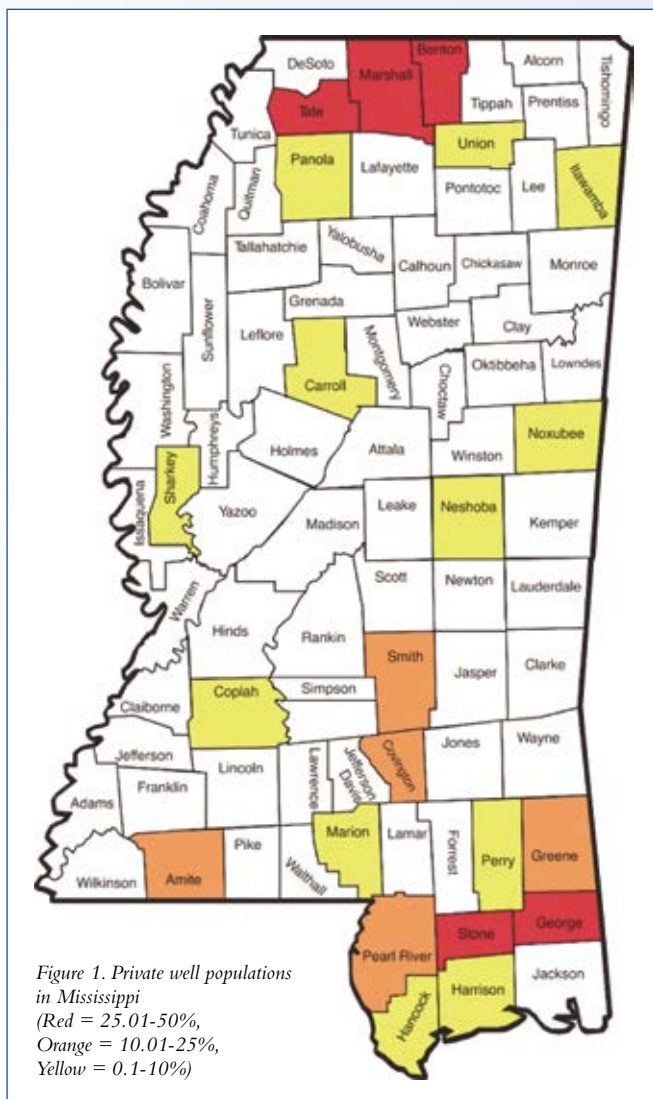 DeSoto
Marshall
Benton
Alcorn
Tishomingo
Tate
Tippah
Prentiss
Tunica
Panola
Lafayette
Union
Itawamba
Coahoma
Quitman
Pontotoc
Lee
Tallahatchie
Yalobusha
Calhoun
Chickasaw
Monroe
Bolivar
Sunflower
Leflore
Grenada
Webster
Clay
Carroll
Montgomery
Choctaw
Oktibbeha
Lowndes
Washington
Humphreys
Holmes
Attala
Winston
Noxubee
Sharkey
Issaquena
Yazoo
Madison
Leake
Neshoba
Kemper
Warren
Scott
Newton
Lauderdale
Hinds
Rankin
Smith
Jasper
Clarke
Claiborne
Copiah
Simpson
Jefferson
Lincoln
Lawrence
Jefferson
Davis
Covington
Jones
Wayne
Adams
Franklin
Wilkinson
Amite
Pike
Walthall
Marion
Lamar
Forrest
Perry
Greene
Pearl River
Stone
George
Hancock
Harrison
Jackson
Figure 1. Private well populations
in Mississippi
(Red = 25.01-50%,
Orange = 10.01-25%,
Yellow = 0.1-10%)